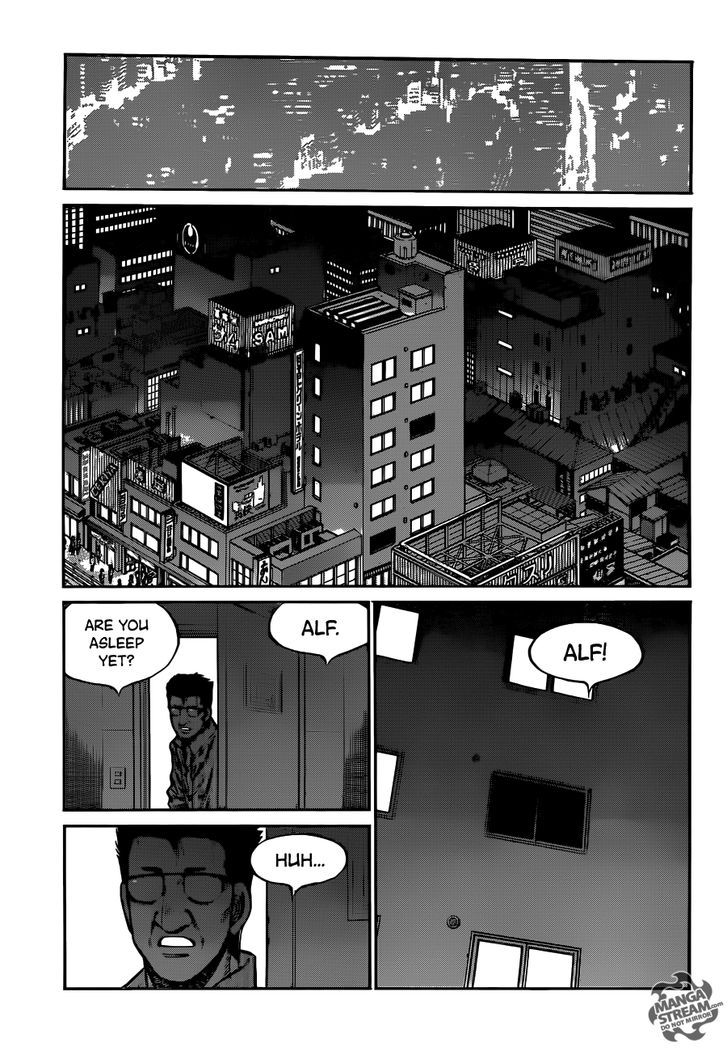 SAM
ALF!
ALF.
ARE YOU
ASLEEP
YET?
HUH...
MANGA
STREAM.com
DO NOT MIRROR